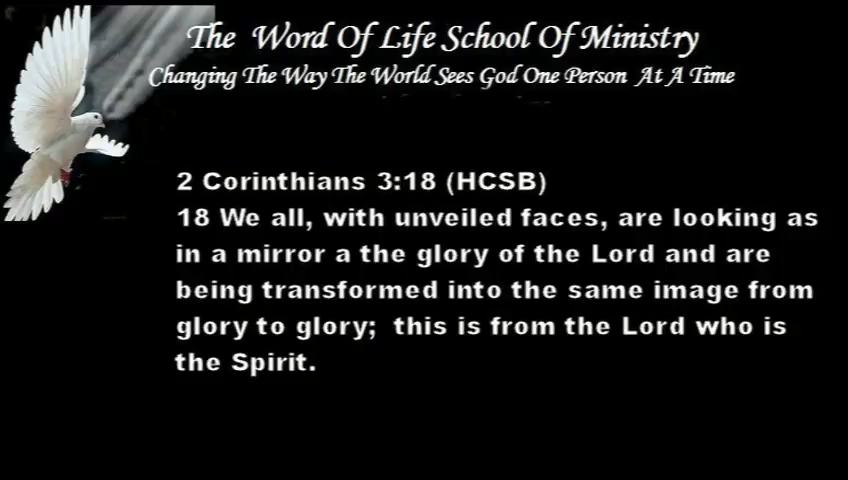 The Word Of Life School Of Ministry
Changing The Way The World Sees God One Person At A Time
2 Corinthians 3:18 (HCSB)
18 We all, with unveiled faces, are looking as
in a mirror a the glory of the Lord and are
being transformed into the same image from
glory to glory; this is from the Lord who is
the Spirit.